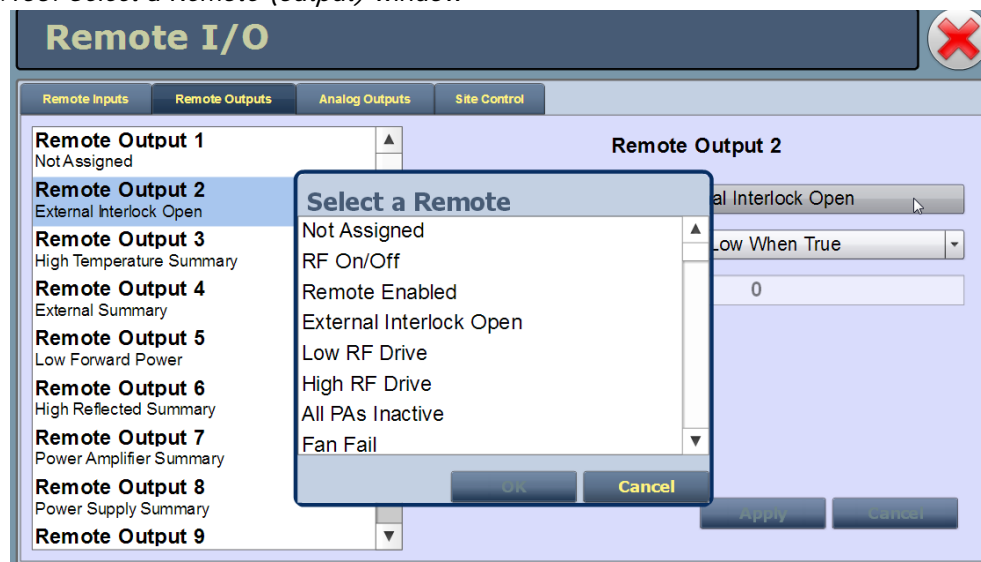 Select a Remote (Output) window
Remote I/O
Remote Inputs
Remote Outputs
Analog Outputs
Site Control
Remote Output 1
Not Assigned
Remote Output 2
External Interlock Open
Remote Output 3
High Temperature Summary
Remote Output 4
External Summary
Remote Output 5
Low Forward Power
Remote Output 6
High Reflected Summary
Remote Output 7
Power Amplifier Summary
Remote Output 8
Power Supply Summary
Remote Output 9
Remote Output 2
al Interlock Open
Low When True
0
Apply
Cancel
Select a Remote
Not Assigned
RF On/Off
Remote Enabled
External Interlock Open
Low RF Drive
High RF Drive
All PAs Inactive
Fan Fail
OK
Cancel